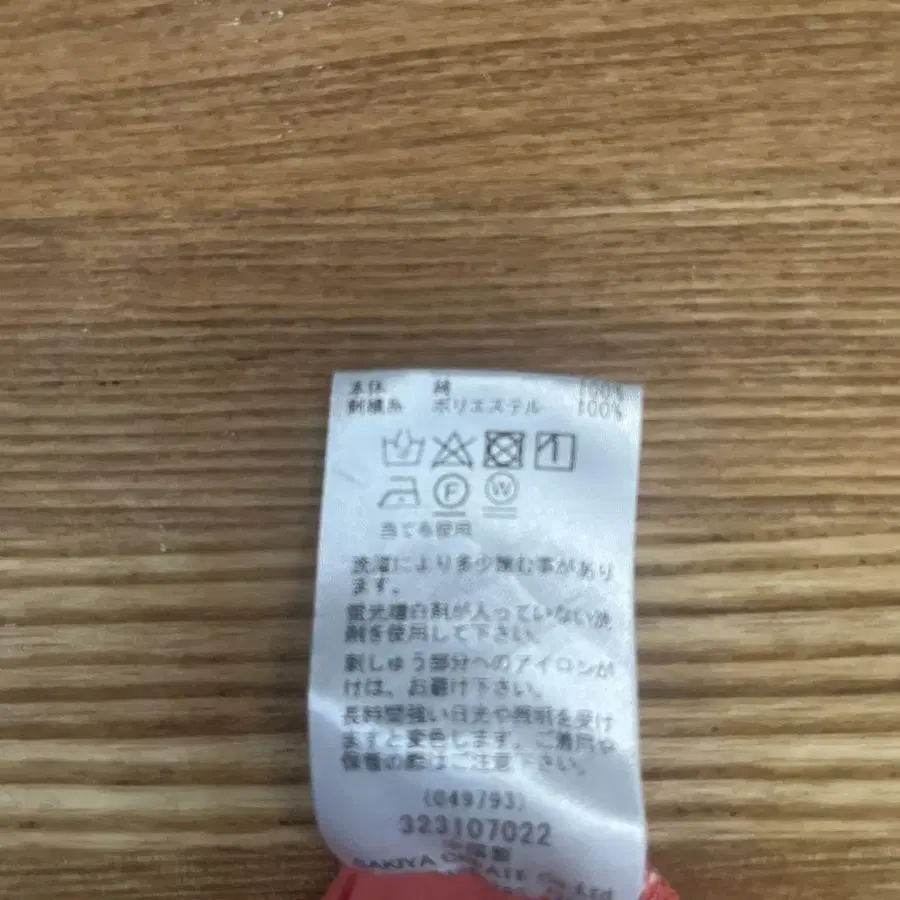 本体 綿 100%
刺繍糸 ポリエステル 100%
F W
当て布使用
洗濯により多少縮む事があり
ます。
蛍光増白剤が入っていない洗
剤を使用して下さい。
刺しゅう部分へのアイロンが
けは、お避け下さい。
長時間強い日光や照明を受け
ますと変色します。ご着用や
保管の際はご注意下さい。
(049793)
323107022
中国製
SAKIYA